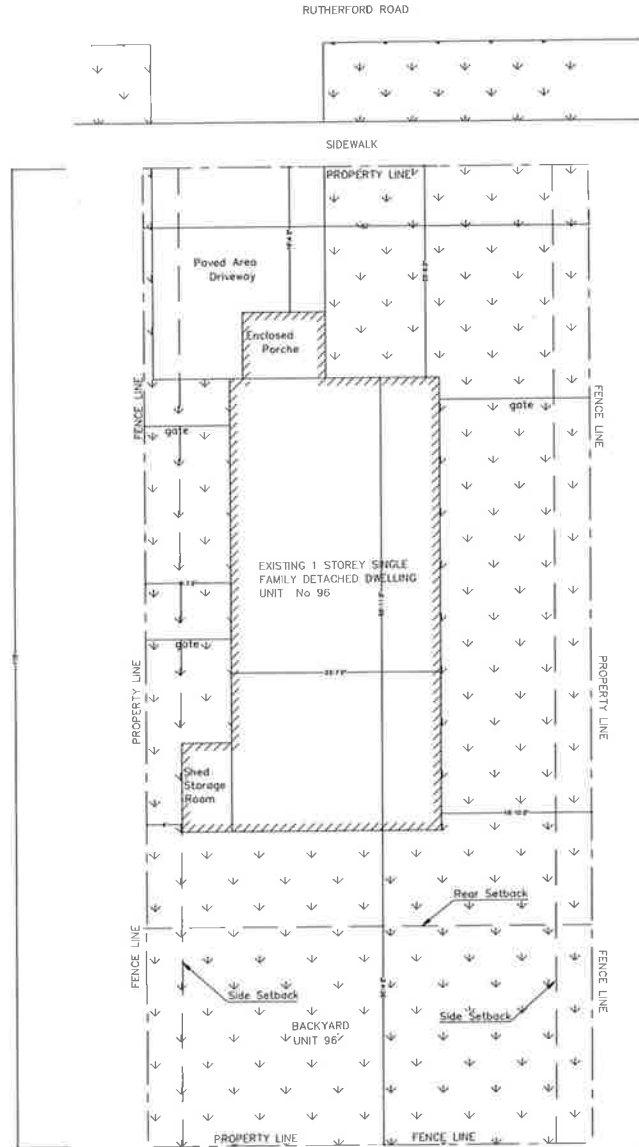 RUTHERFORD ROAD
SIDEWALK
PROPERTY LINE
Paved Area
Driveway
Enclosed
Porche
FENCE LINE
FENCE LINE
gate
gate
EXISTING 1 STOREY SINGLE
FAMILY DETACHED DWELLING
UNIT No 96
gate
PROPERTY LINE
PROPERTY LINE
Shed
Storage
Room
Rear Setback
FENCE LINE
FENCE LINE
Side Setback
Side Setback
BACKYARD
UNIT 96
PROPERTY LINE
FENCE LINE